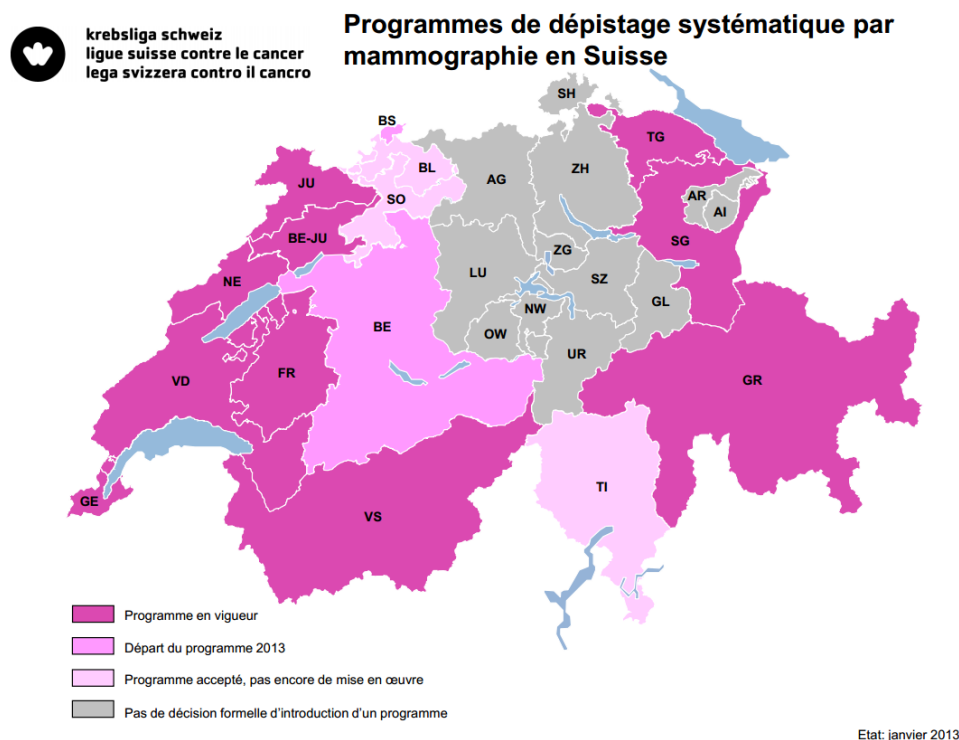 krebsliga schweiz
ligue suisse contre le cancer
lega svizzera contro il cancro
Programmes de dépistage systématique par
mammographie en Suisse
SH
BS
TG
BL
ZH
AG
JU
AR
SO
AI
BE-JU
SG
ZG
LU
SZ
NE
GL
NW
BE
OW
UR
FR
VD
GR
TI
GE
VS
Programme en vigueur
Départ du programme 2013
Programme accepté, pas encore de mise en œuvre
Pas de décision formelle d'introduction d'un programme
Etat: janvier 2013